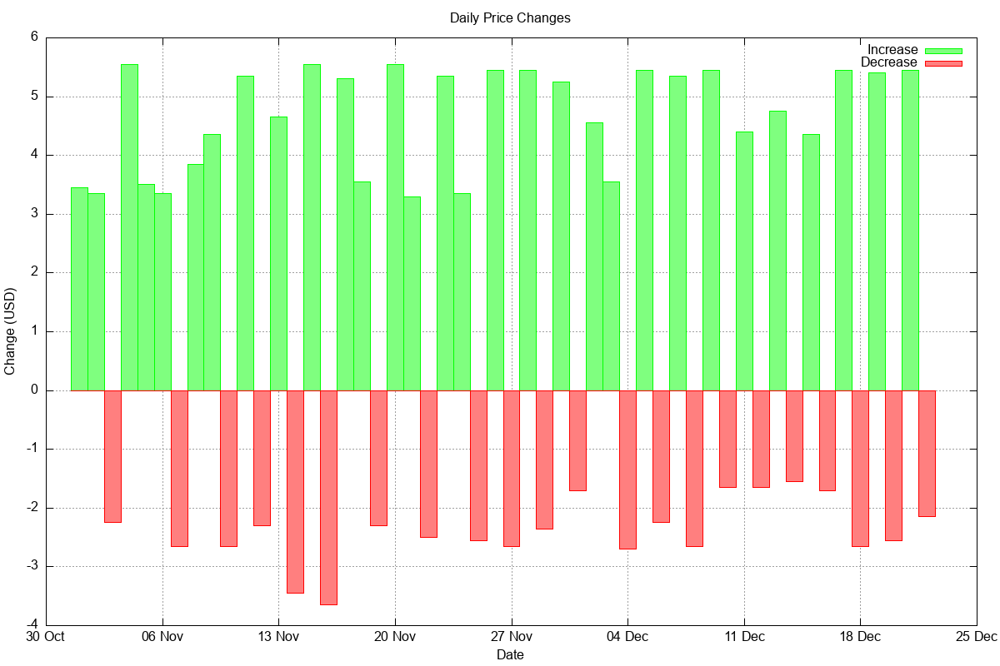 Daily Price Changes
Increase
Decrease
6
5
4
3
2
1
0
-1
-2
-3
-4
Change (USD)
30 Oct 06 Nov 13 Nov 20 Nov 27 Nov 04 Dec 11 Dec 18 Dec 25 Dec
Date